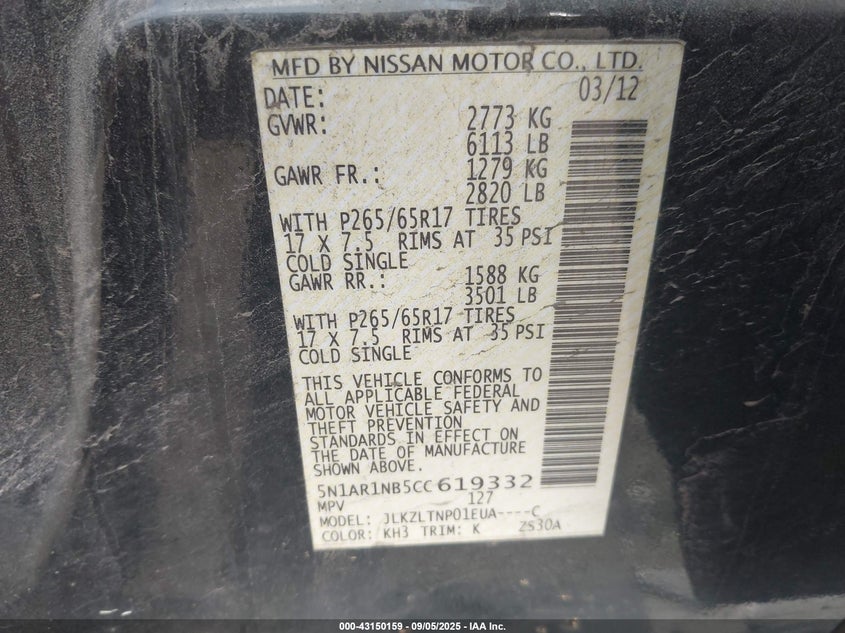 MFD BY NISSAN MOTOR CO., LTD.
DATE: 03/12
GVWR: 2773 KG
6113 LB
GAWR FR.: 1279 KG
2820 LB
WITH P265/65R17 TIRES
17 X 7.5 RIMS AT 35 PSI
COLD SINGLE
GAWR RR.: 1588 KG
3501 LB
WITH P265/65R17 TIRES
17 X 7.5 RIMS AT 35 PSI
COLD SINGLE
THIS VEHICLE CONFORMS TO
ALL APPLICABLE FEDERAL
MOTOR VEHICLE SAFETY AND
THEFT PREVENTION
STANDARDS IN EFFECT ON
THE DATE OF MANUFACTURE
SHOWN ABOVE.
5N1AR1NB5CC619332
MPV 127
MODEL: JLKZLTNP01EUA----C
COLOR: KH3 TRIM: K ZS30A
000-43150159 - 09/05/2025 - IAA Inc.